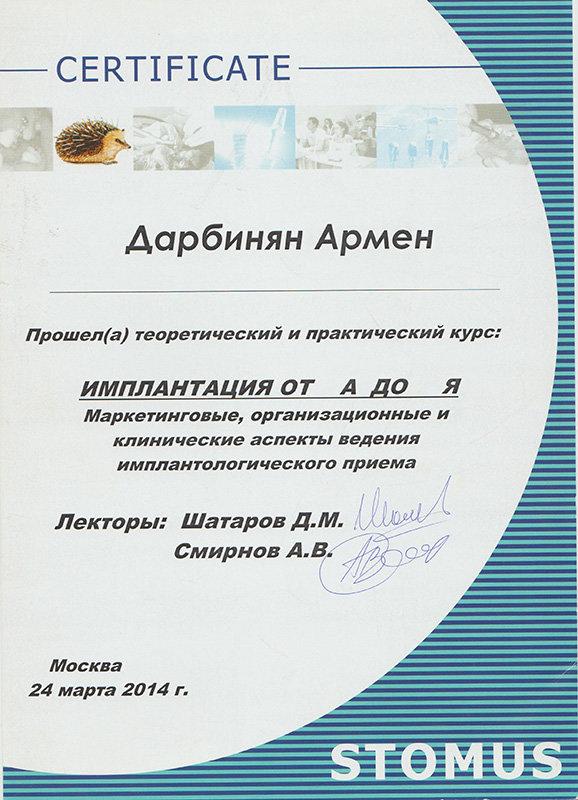 CERTIFICATE
Дарбинян Армен
Прошел(а) теоретический и практический курс:
ИМПЛАНТАЦИЯ ОТ А ДО Я
Маркетинговые, организационные и
клинические аспекты ведения
имплантологического приема
Лекторы: Шатаров Д.М.
Смирнов А.В.
Москва
24 марта 2014 г.
STOMUS